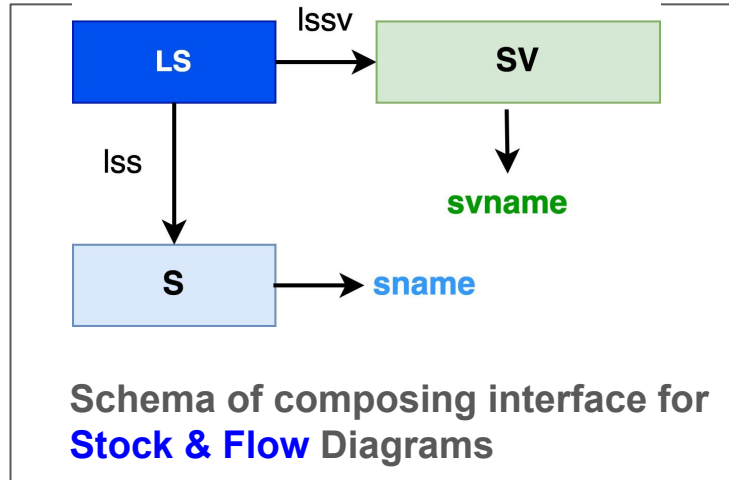 lssv
LS
SV
lss
svname
S
sname
Schema of composing interface for
Stock & Flow Diagrams